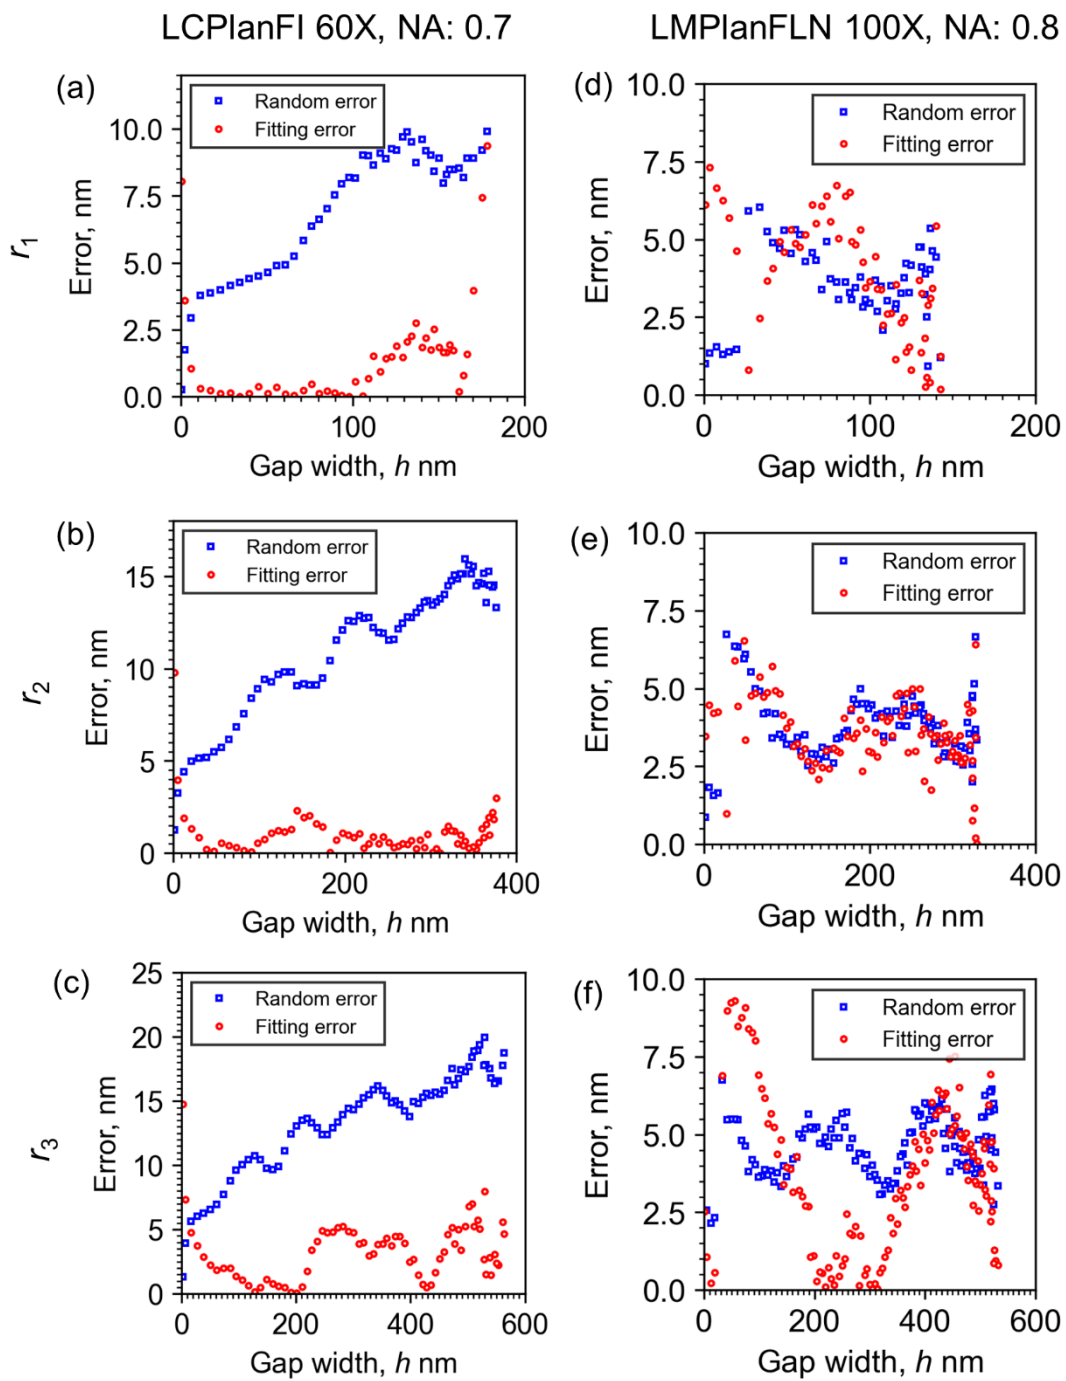 LCPlanFI 60X, NA: 0.7
LMPlanFLN 100X, NA: 0.8
(a)
r1
Error, nm
10.0
7.5
5.0
2.5
0.0
Random error
Fitting error
0 100 200
Gap width, h nm
(d)
Error, nm
10.0
7.5
5.0
2.5
0.0
Random error
Fitting error
0 100 200
Gap width, h nm
(b)
r2
Error, nm
15
10
5
0
Random error
Fitting error
0 200 400
Gap width, h nm
(e)
Error, nm
10.0
7.5
5.0
2.5
0.0
Random error
Fitting error
0 200 400
Gap width, h nm
(c)
r3
Error, nm
25
20
15
10
5
0
Random error
Fitting error
0 200 400 600
Gap width, h nm
(f)
Error, nm
10.0
7.5
5.0
2.5
0.0
Random error
Fitting error
0 200 400 600
Gap width, h nm